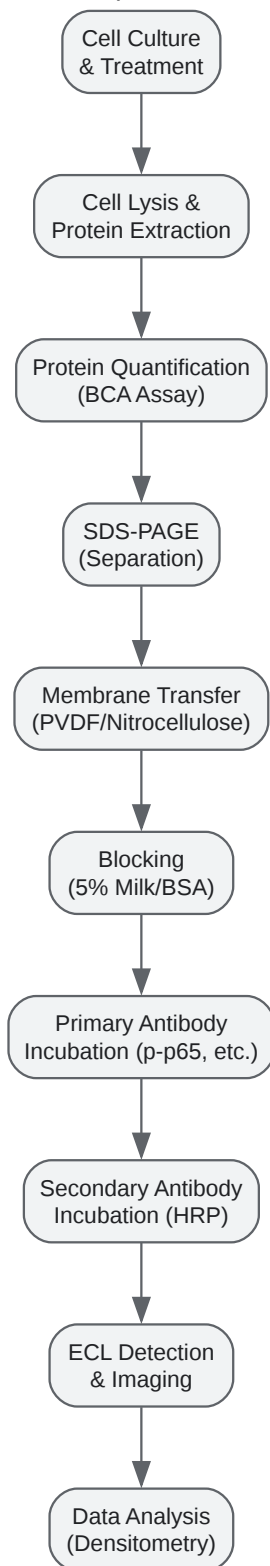 Cell Culture
& Treatment
Cell Lysis &
Protein Extraction
Protein Quantification
(BCA Assay)
SDS-PAGE
(Separation)
Membrane Transfer
(PVDF/Nitrocellulose)
Blocking
(5% Milk/BSA)
Primary Antibody
Incubation (p-p65, etc.)
Secondary Antibody
Incubation (HRP)
ECL Detection
& Imaging
Data Analysis
(Densitometry)